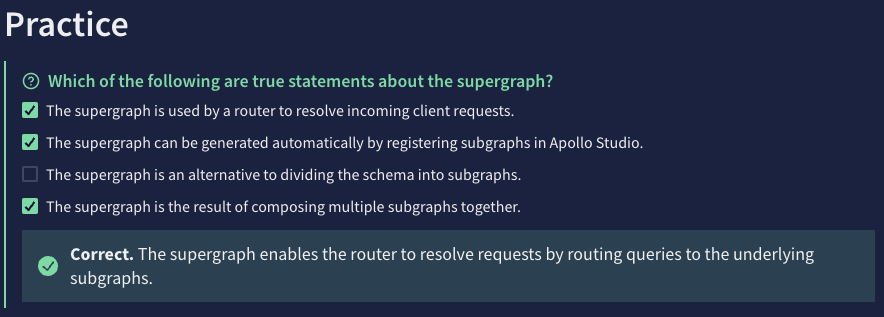 Practice
Which of the following are true statements about the supergraph?
The supergraph is used by a router to resolve incoming client requests.
The supergraph can be generated automatically by registering subgraphs in Apollo Studio.
The supergraph is an alternative to dividing the schema into subgraphs.
The supergraph is the result of composing multiple subgraphs together.
Correct. The supergraph enables the router to resolve requests by routing queries to the underlying
subgraphs.